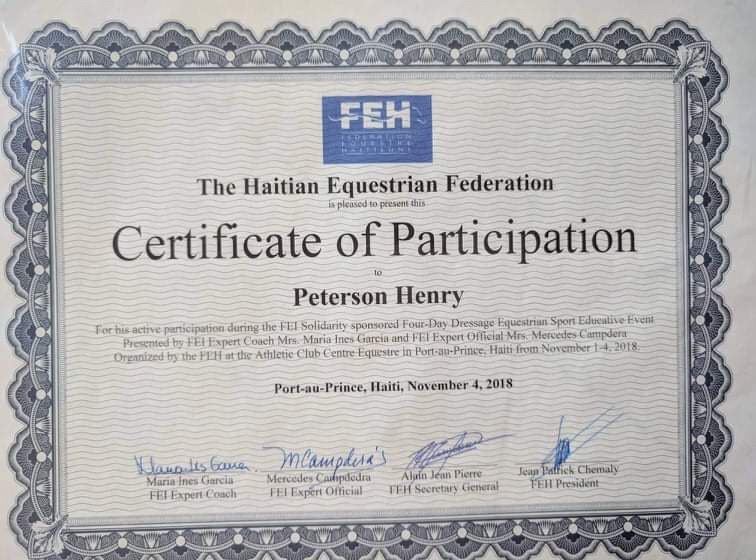 FEH
FEDERATION
EQUESTRE
HAITIENNE
The Haitian Equestrian Federation
is pleased to present this
Certificate of Participation
to
Peterson Henry
For his active participation during the FEI Solidarity sponsored Four-Day Dressage Equestrian Sport Educative Event
Presented by FEI Expert Coach Mrs. Maria Ines Garcia and FEI Expert Official Mrs. Mercedes Campdera
Organized by the FEH at the Athletic Club Centre Equestre in Port-au-Prince, Haiti from November 1-4, 2018.
Port-au-Prince, Haiti, November 4, 2018
MCampdera's
Maria Ines Garcia
FEI Expert Coach
Mercedes Campdedra
FEI Expert Official
Alain Jean Pierre
FEH Secretary General
Jean Patrick Chemaly
FEH President